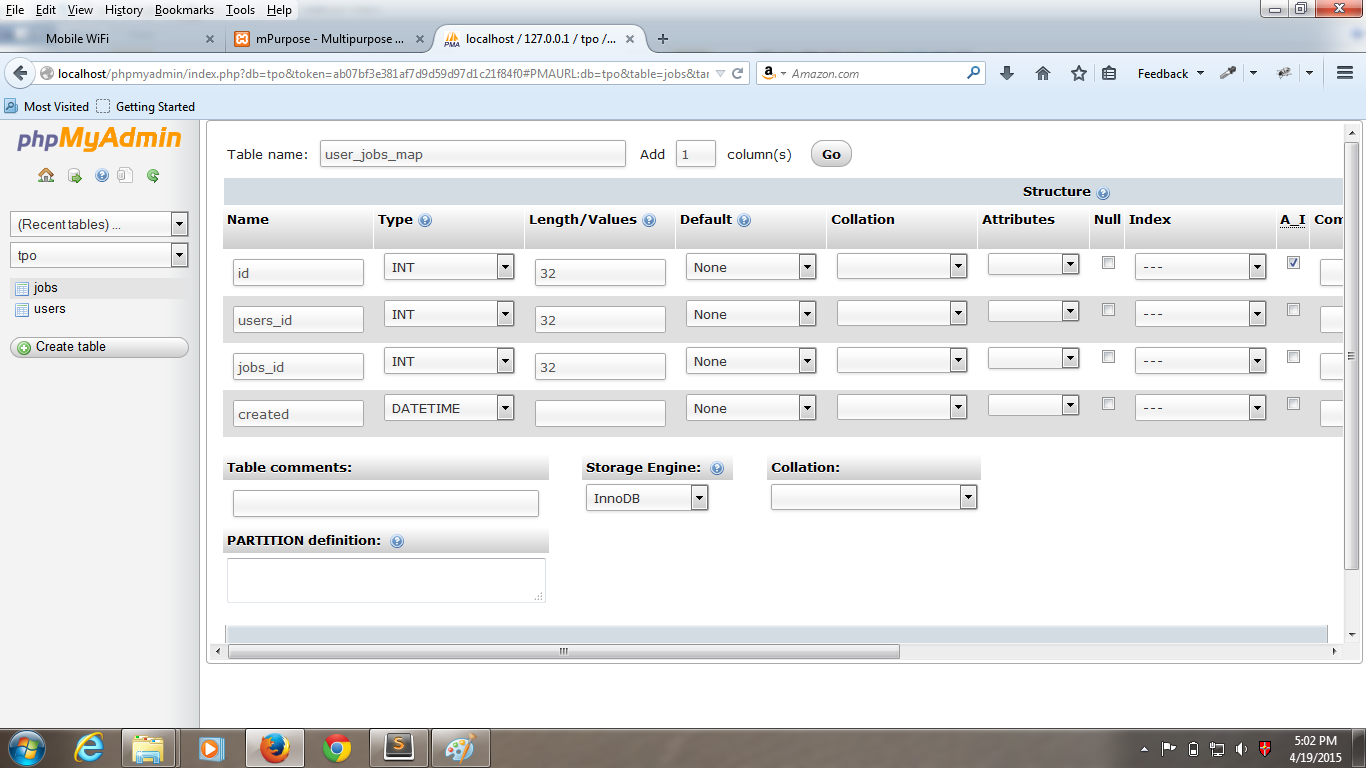 File Edit View History Bookmarks Tools Help
Mobile WiFi
mPurpose - Multipurpose ...
PMA
localhost / 127.0.0.1 / tpo /...
localhost/phpmyadmin/index.php?db=tpo&token=ab07bf3e381af7d9d59d97d1c21f84f0#PMAURL:db=tpo&table=jobs&tar
a Amazon.com
Feedback
Most Visited Getting Started
phpMyAdmin
(Recent tables) ...
tpo
jobs
users
Create table
Table name: user_jobs_map Add 1 column(s) Go
Structure
Name Type Length/Values Default Collation Attributes Null Index A_I Com
id INT 32 None ---
users_id INT 32 None ---
jobs_id INT 32 None ---
created DATETIME None ---
Table comments: Storage Engine: Collation:
InnoDB
PARTITION definition:
S
5:02 PM
4/19/2015